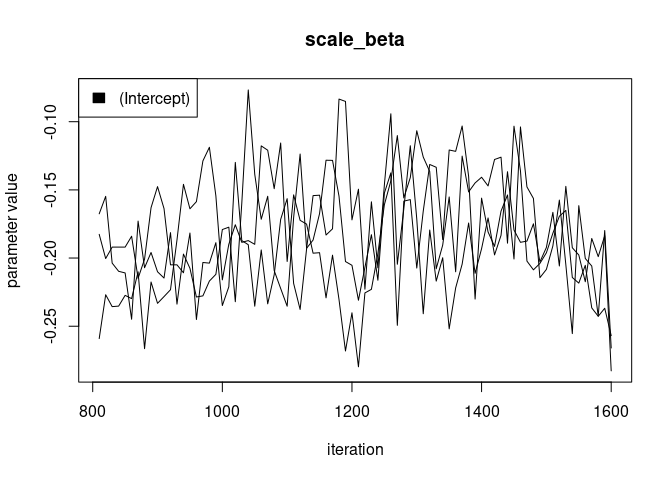 scale_beta
(Intercept)
parameter value
-0.10
-0.15
-0.20
-0.25
800 1000 1200 1400 1600
iteration